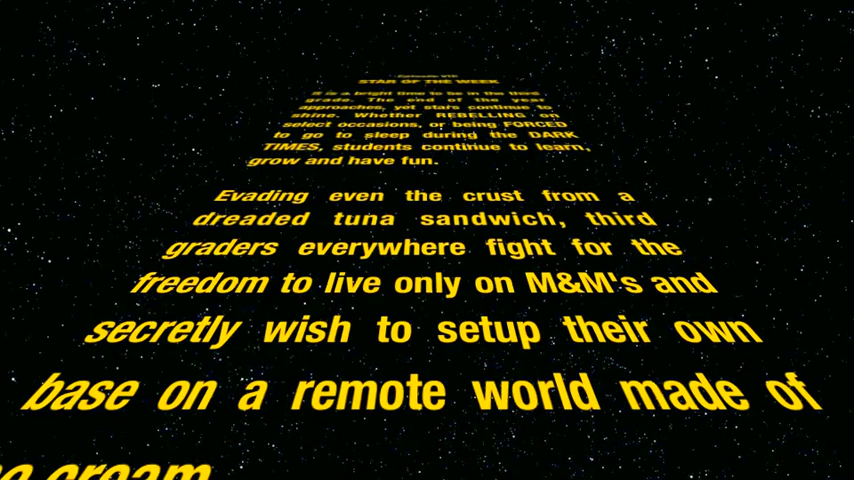 Episode VII
STAR OF THE WEEK
It is a bright time to be in the third
grade. The end of the year
approaches, yet stars continue to
shine. Whether REBELLING on
select occasions, or being FORCED
to go to sleep during the DARK
TIMES, students continue to learn,
grow and have fun.
Evading even the crust from a
dreaded tuna sandwich, third
graders everywhere fight for the
freedom to live only on M&M's and
secretly wish to setup their own
base on a remote world made of
cream